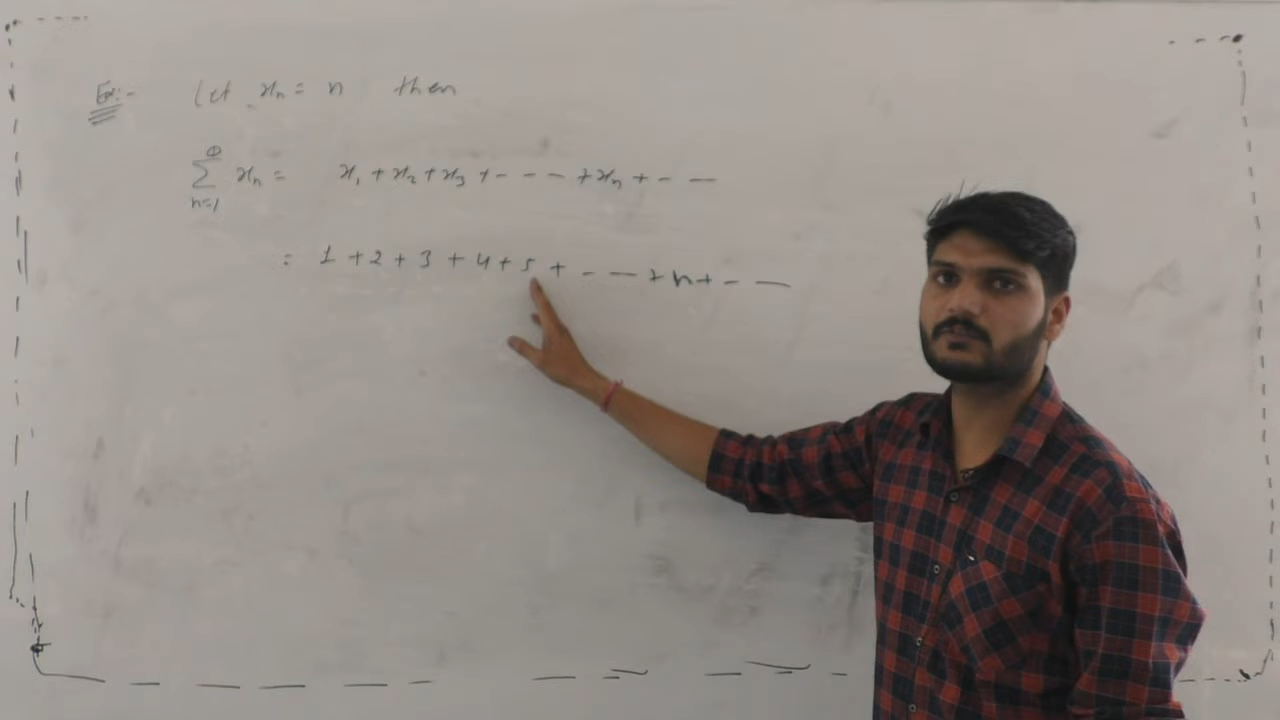 Ex:- Let xn = n then
∞ ∑ n=1 xn = x1 + x2 + x3 + - - - - + xn + - - -
= 1 + 2 + 3 + 4 + 5 + - - - + n + - - -